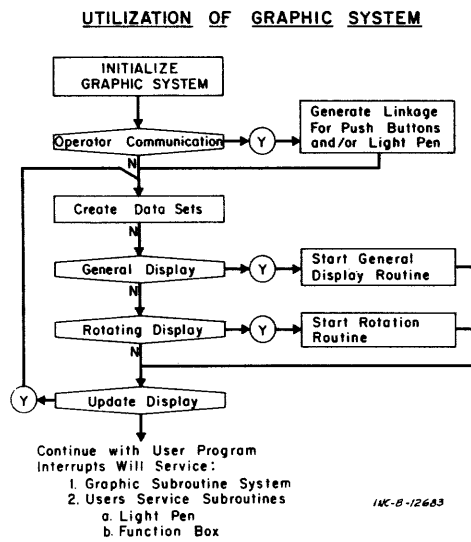 UTILIZATION OF GRAPHIC SYSTEM
INITIALIZE
GRAPHIC SYSTEM
Operator Communication
Y
Generate Linkage
For Push Buttons
and/or Light Pen
N
Create Data Sets
N
General Display
Y
Start General
Display Routine
N
Rotating Display
Y
Start Rotation
Routine
N
Y
Update Display
Continue with User Program
Interrupts Will Service:
1. Graphic Subroutine System
2. Users Service Subroutines
a. Light Pen
b. Function Box
INC-B-12683